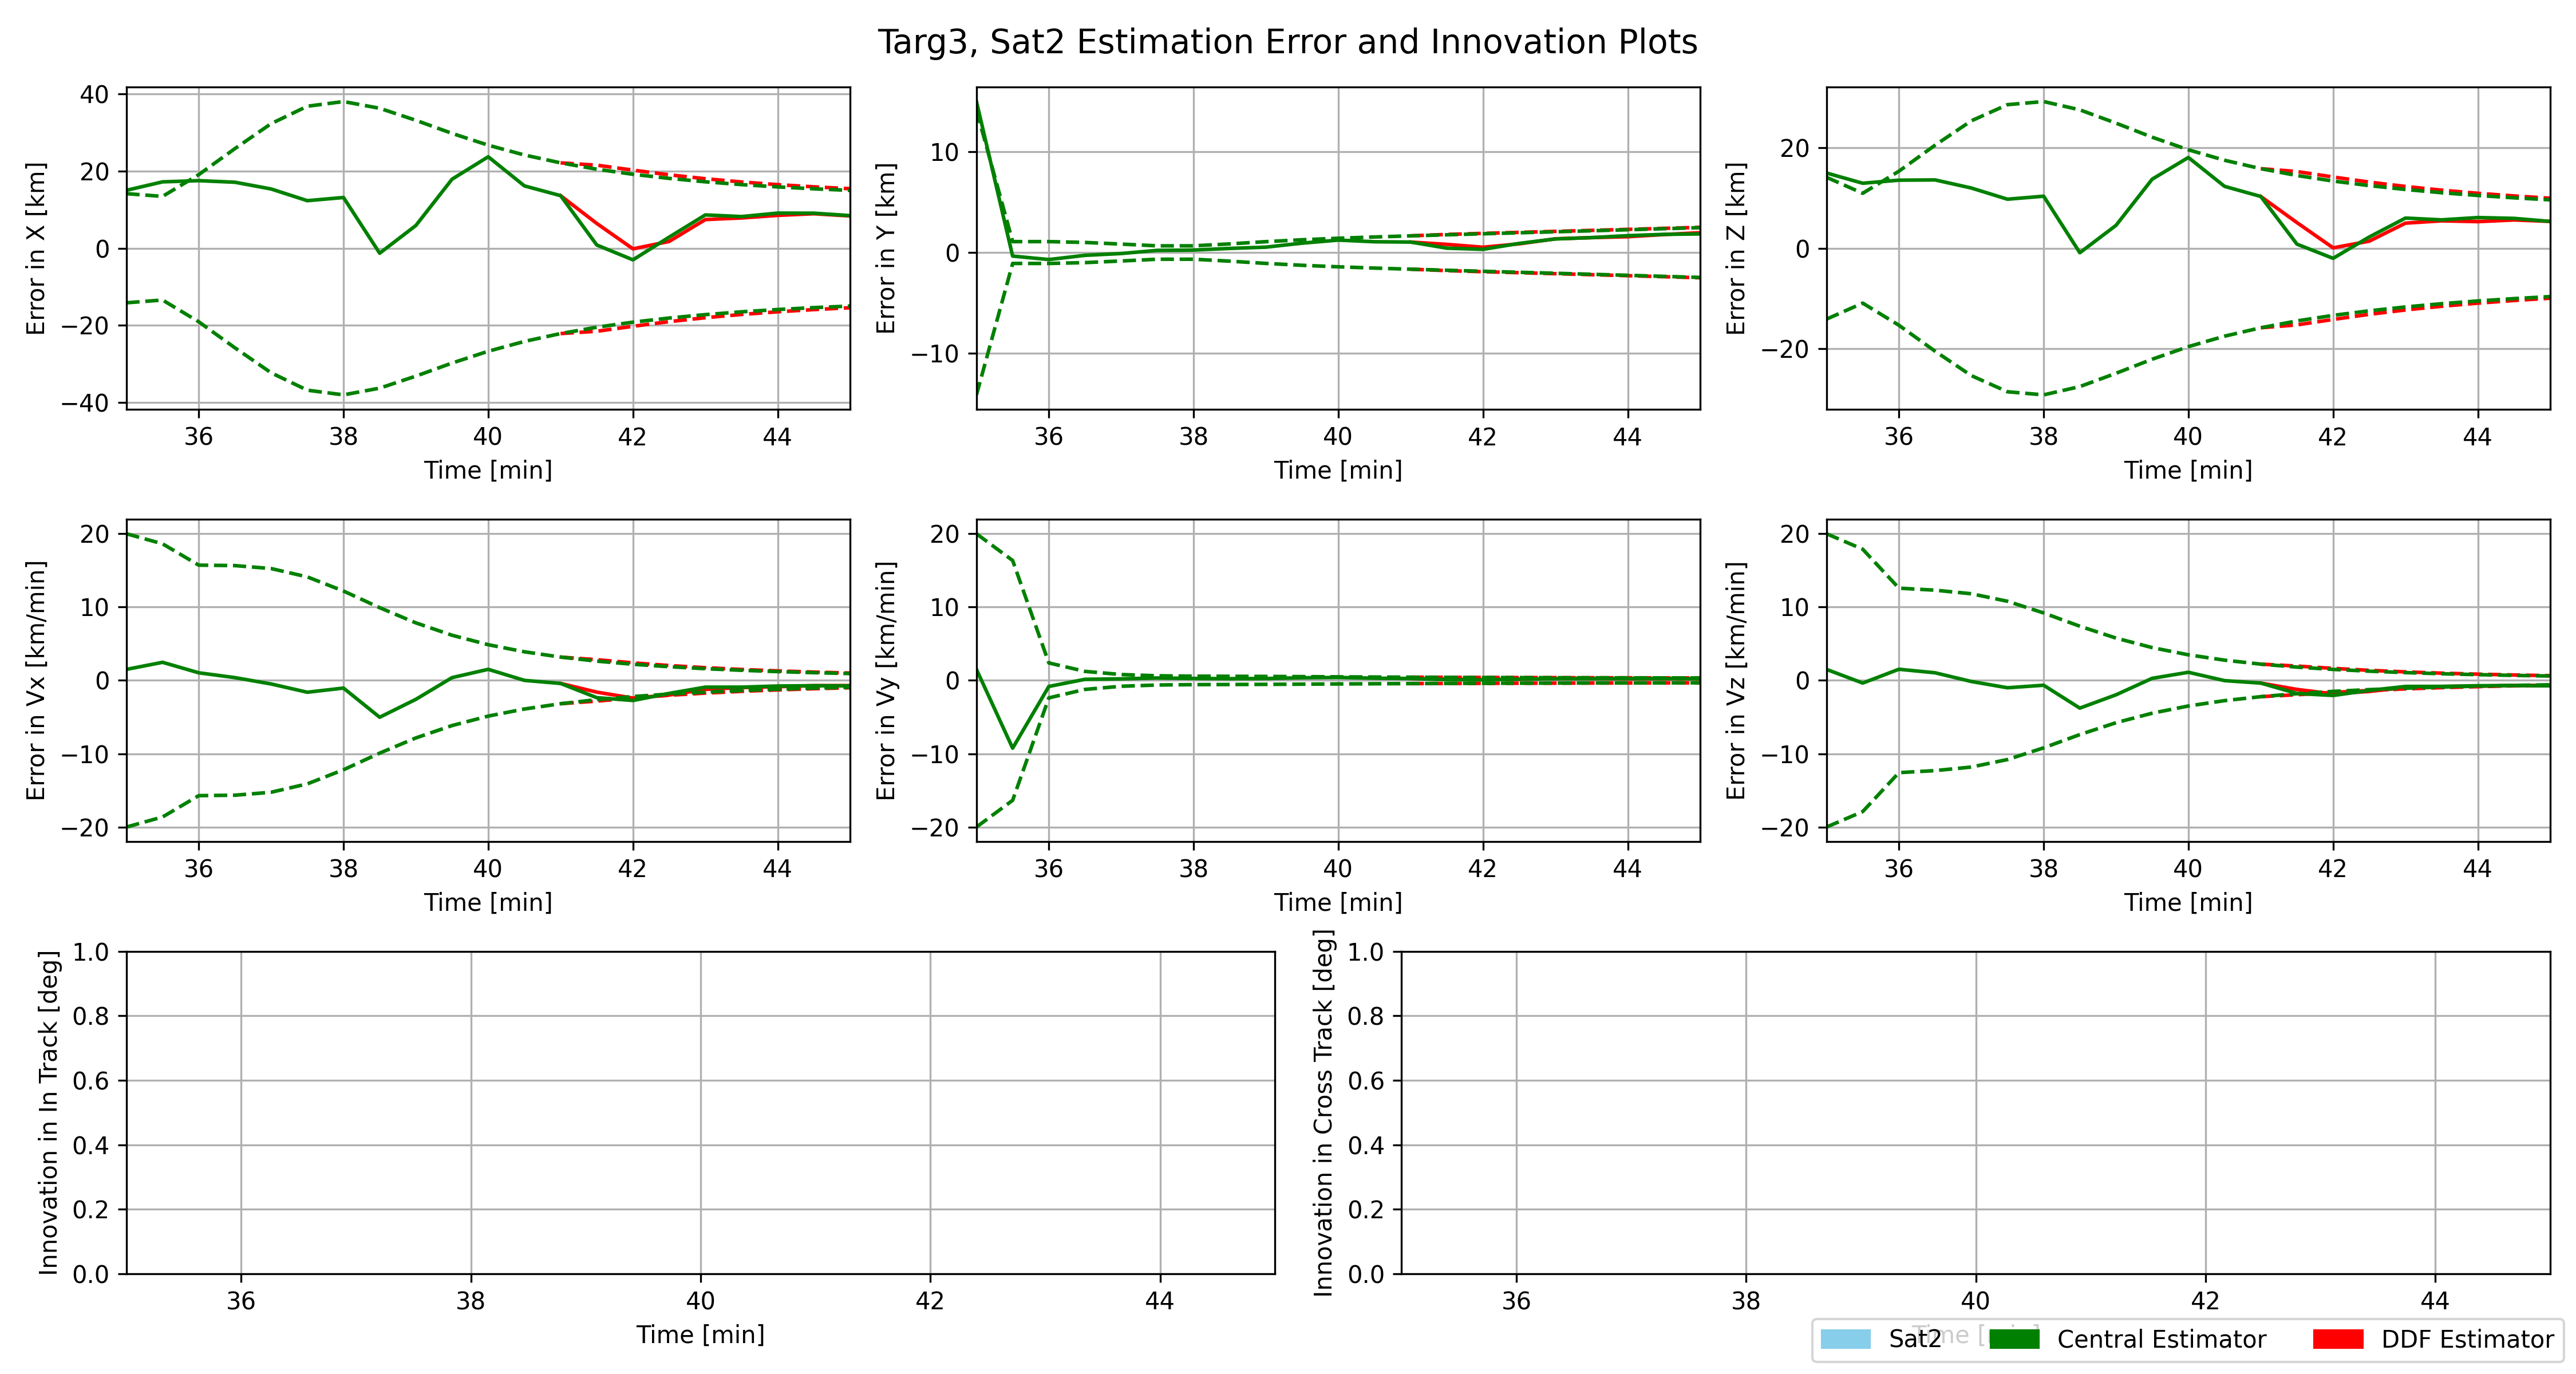 Targ3, Sat2 Estimation Error and Innovation Plots
Error in X [km]
40
20
0
−20
−40
36 38 40 42 44
Time [min]
Error in Y [km]
10
0
−10
36 38 40 42 44
Time [min]
Error in Z [km]
20
0
−20
36 38 40 42 44
Time [min]
Error in Vx [km/min]
20
10
0
−10
−20
36 38 40 42 44
Time [min]
Error in Vy [km/min]
20
10
0
−10
−20
36 38 40 42 44
Time [min]
Error in Vz [km/min]
20
10
0
−10
−20
36 38 40 42 44
Time [min]
Innovation in In Track [deg]
1.0
0.8
0.6
0.4
0.2
0.0
36 38 40 42 44
Time [min]
Innovation in Cross Track [deg]
1.0
0.8
0.6
0.4
0.2
0.0
36 38 40 42 44
Sat2 Central Estimator DDF Estimator